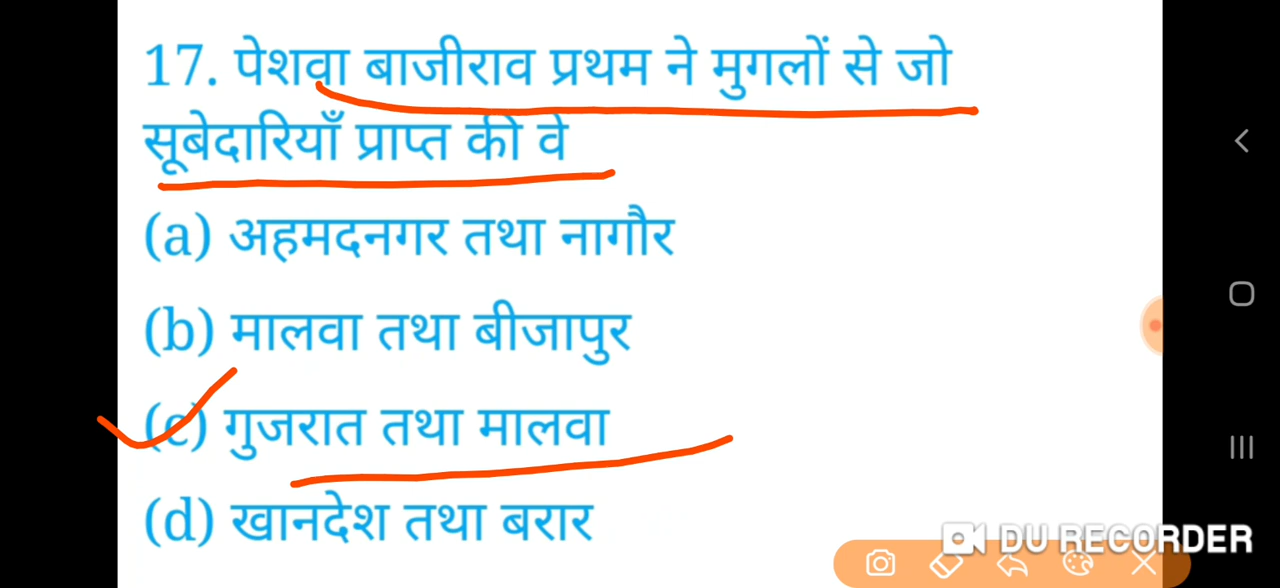 17. पेशवा बाजीराव प्रथम ने मुगलों से जो
सूबेदारियाँ प्राप्त की वे
(a) अहमदनगर तथा नागौर
(b) मालवा तथा बीजापुर
(c) गुजरात तथा मालवा
(d) खानदेश तथा बरार
DU RECORDER